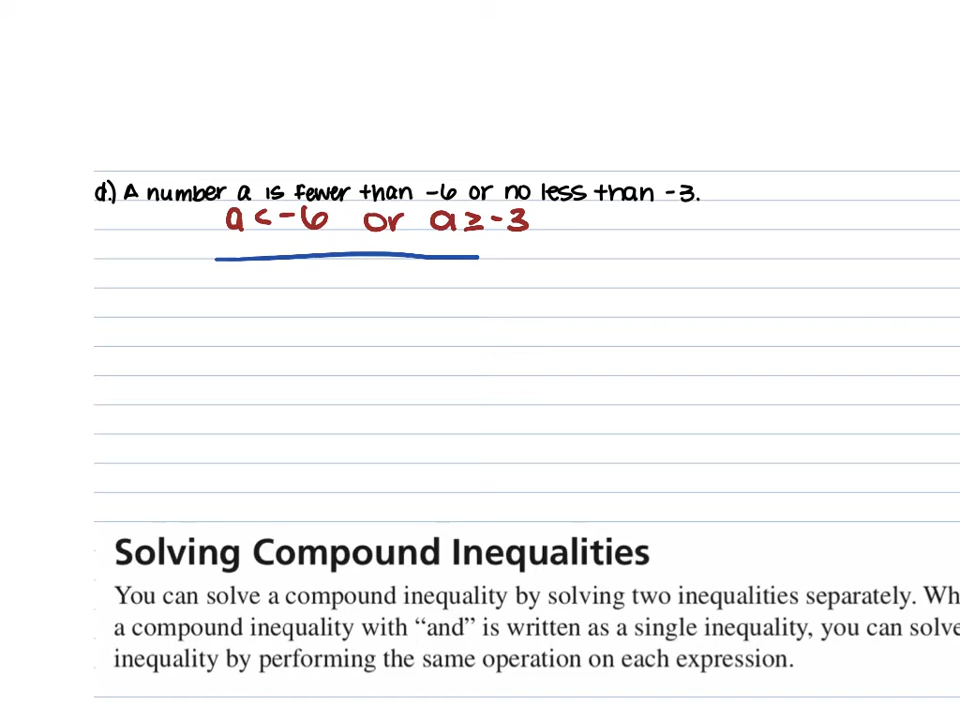 d.) A number a is fewer than -6 or no less than -3.
a < -6 or a ≥ -3
Solving Compound Inequalities
You can solve a compound inequality by solving two inequalities separately. Wh
a compound inequality with “and” is written as a single inequality, you can solve
inequality by performing the same operation on each expression.